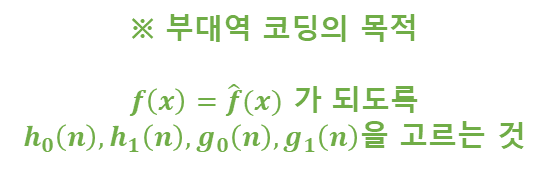 ※ 부대역 코딩의 목적
f(x) = f̂(x) 가 되도록
h₀(n), h₁(n), g₀(n), g₁(n)을 고르는 것